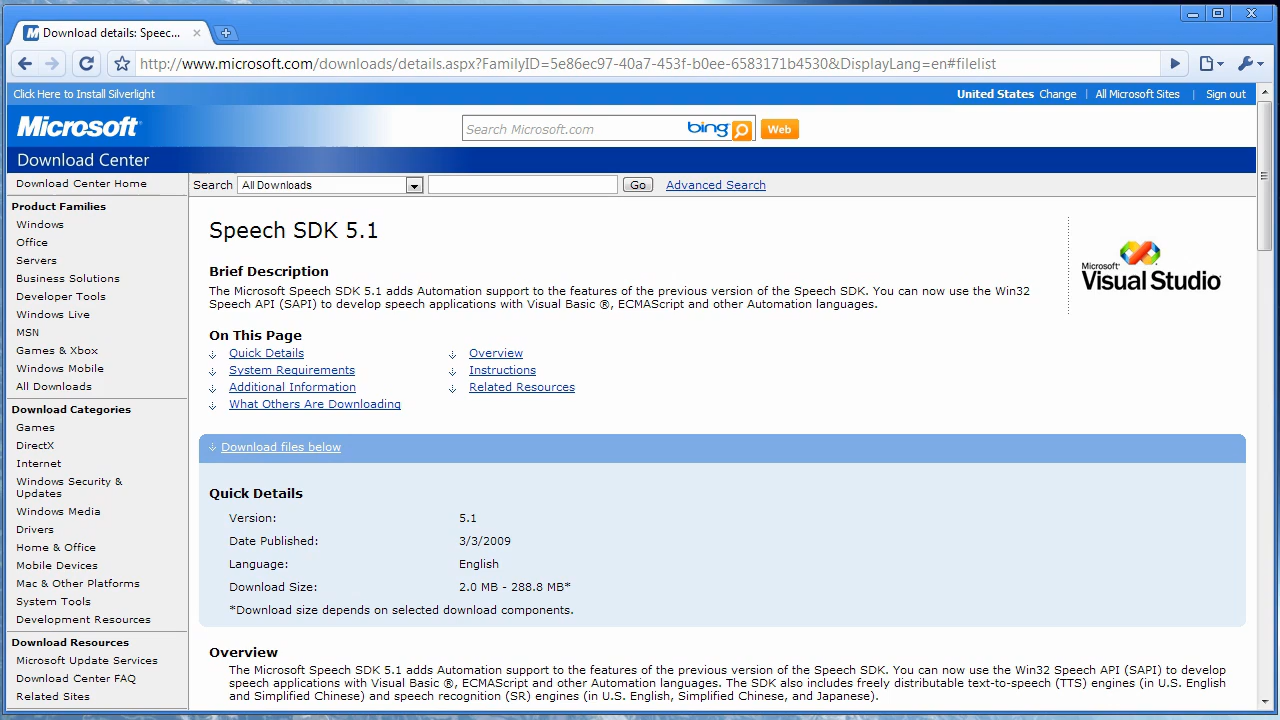 Download details: Speec...
http://www.microsoft.com/downloads/details.aspx?FamilyID=5e86ec97-40a7-453f-b0ee-6583171b4530&DisplayLang=en#filelist
Click Here to Install Silverlight
United States Change | All Microsoft Sites | Sign out
Microsoft
Search Microsoft.com bing Web
Download Center
Download Center Home
Search All Downloads Go Advanced Search
Product Families
Windows
Office
Servers
Business Solutions
Developer Tools
Windows Live
MSN
Games & Xbox
Windows Mobile
All Downloads
Download Categories
Games
DirectX
Internet
Windows Security &
Updates
Windows Media
Drivers
Home & Office
Mobile Devices
Mac & Other Platforms
System Tools
Development Resources
Download Resources
Microsoft Update Services
Download Center FAQ
Related Sites
Speech SDK 5.1
Microsoft
Visual Studio
Brief Description
The Microsoft Speech SDK 5.1 adds Automation support to the features of the previous version of the Speech SDK. You can now use the Win32
Speech API (SAPI) to develop speech applications with Visual Basic ®, ECMAScript and other Automation languages.
On This Page
Quick Details
Overview
System Requirements
Instructions
Additional Information
Related Resources
What Others Are Downloading
Download files below
Quick Details
Version: 5.1
Date Published: 3/3/2009
Language: English
Download Size: 2.0 MB - 288.8 MB*
*Download size depends on selected download components.
Overview
The Microsoft Speech SDK 5.1 adds Automation support to the features of the previous version of the Speech SDK. You can now use the Win32 Speech API (SAPI) to develop
speech applications with Visual Basic ®, ECMAScript and other Automation languages. The SDK also includes freely distributable text-to-speech (TTS) engines (in U.S. English
and Simplified Chinese) and speech recognition (SR) engines (in U.S. English, Simplified Chinese, and Japanese).